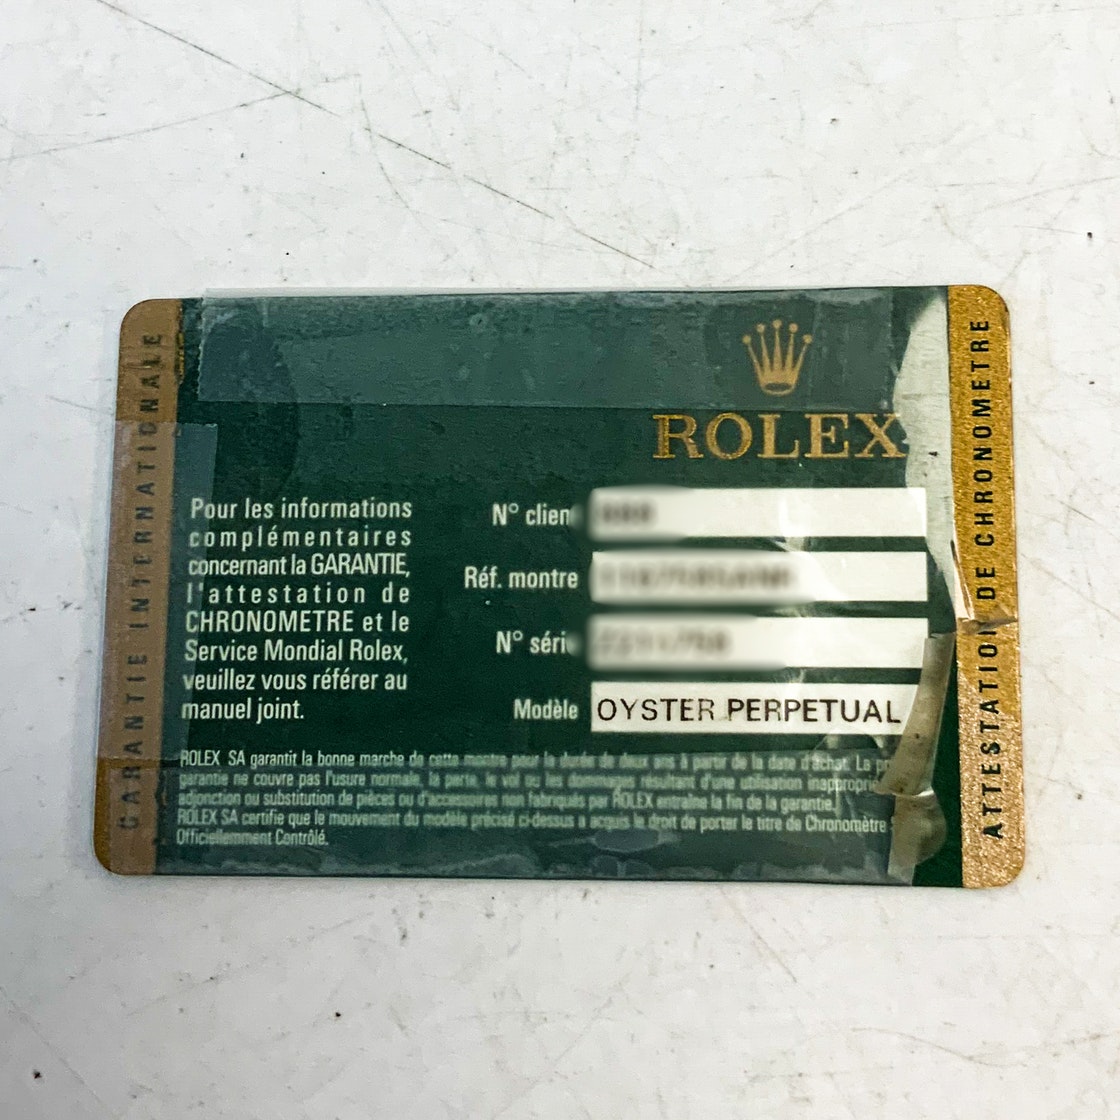 GARANTIE INTERNATIONALE
ROLEX
Pour les informations
complémentaires
concernant la GARANTIE,
l'attestation de
CHRONOMETRE et le
Service Mondial Rolex,
veuillez vous référer au
manuel joint.
N° clien
Réf. montre
N° séri
Modèle OYSTER PERPETUAL
ROLEX SA garantit la bonne marche de cette montre pour la durée de deux ans à partir de la date d'achat. La
garantie ne couvre pas l'usure normale, la perte, le vol ou les dommages résultant d'une utilisation inapproprié
adjonction ou substitution de pièces ou d'accessoires non fabriqués par ROLEX entraîne la fin de la garantie.
ROLEX SA certifie que le mouvement du modèle précisé ci-dessus a acquis le droit de porter le titre de Chronomètre
Officiellement Contrôlé.
ATTESTATION DE CHRONOMETRE